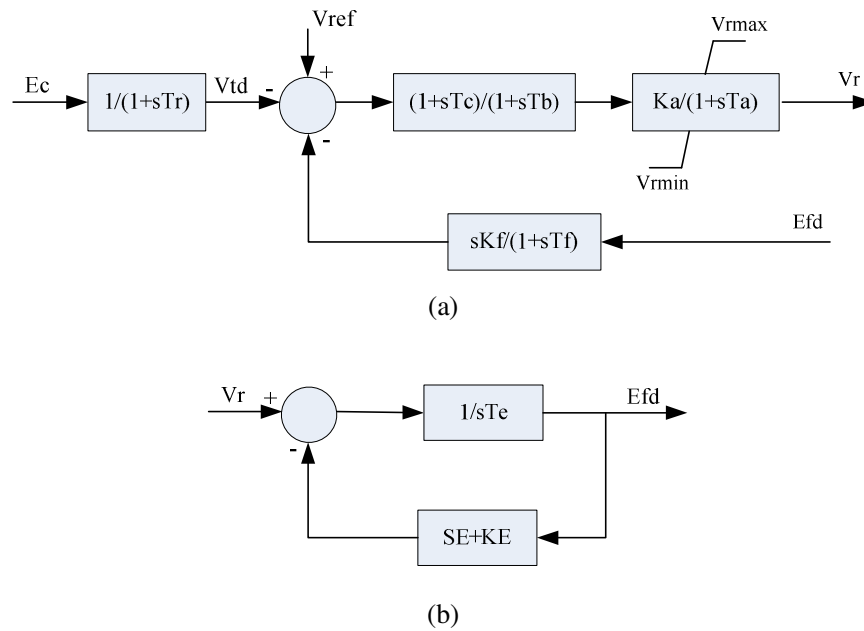 Vref
Vrmax
Ec
1/(1+sTr)
Vtd
-
+
(1+sTc)/(1+sTb)
Ka/(1+sTa)
Vr
-
Vrmin
sKf/(1+sTf)
Efd
(a)
Vr
+
1/sTe
Efd
-
SE+KE
(b)